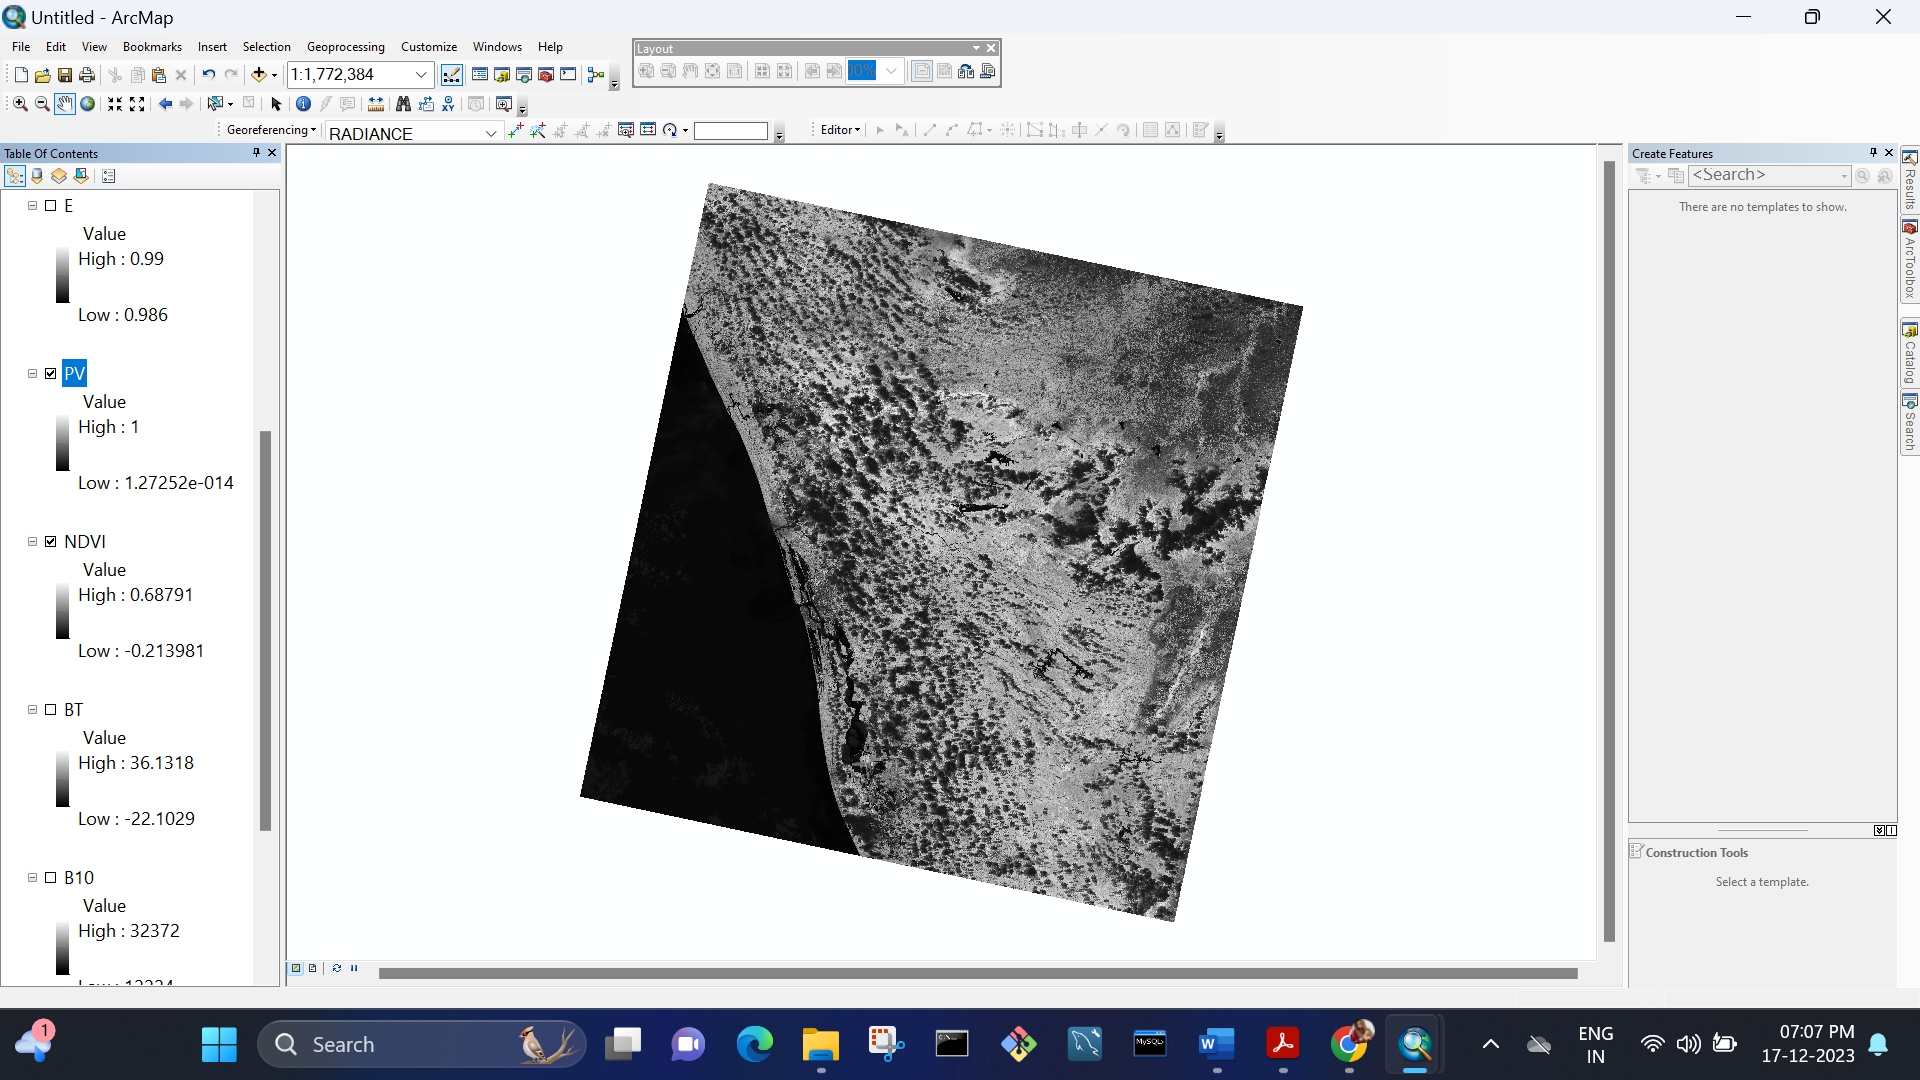 Untitled - ArcMap
File Edit View Bookmarks Insert Selection Geoprocessing Customize Windows Help
Layout
1:1,772,384
Georeferencing
RADIANCE
Editor
Table Of Contents
E
Value
High : 0.99
Low : 0.986
PV
Value
High : 1
Low : 1.27252e-014
NDVI
Value
High : 0.68791
Low : -0.213981
BT
Value
High : 36.1318
Low : -22.1029
B10
Value
High : 32372
Create Features
<Search>
There are no templates to show.
Construction Tools
Select a template.
Results
ArcToolbox
Catalog
Search
1
Search
MySQL
ENG
IN
07:07 PM
17-12-2023